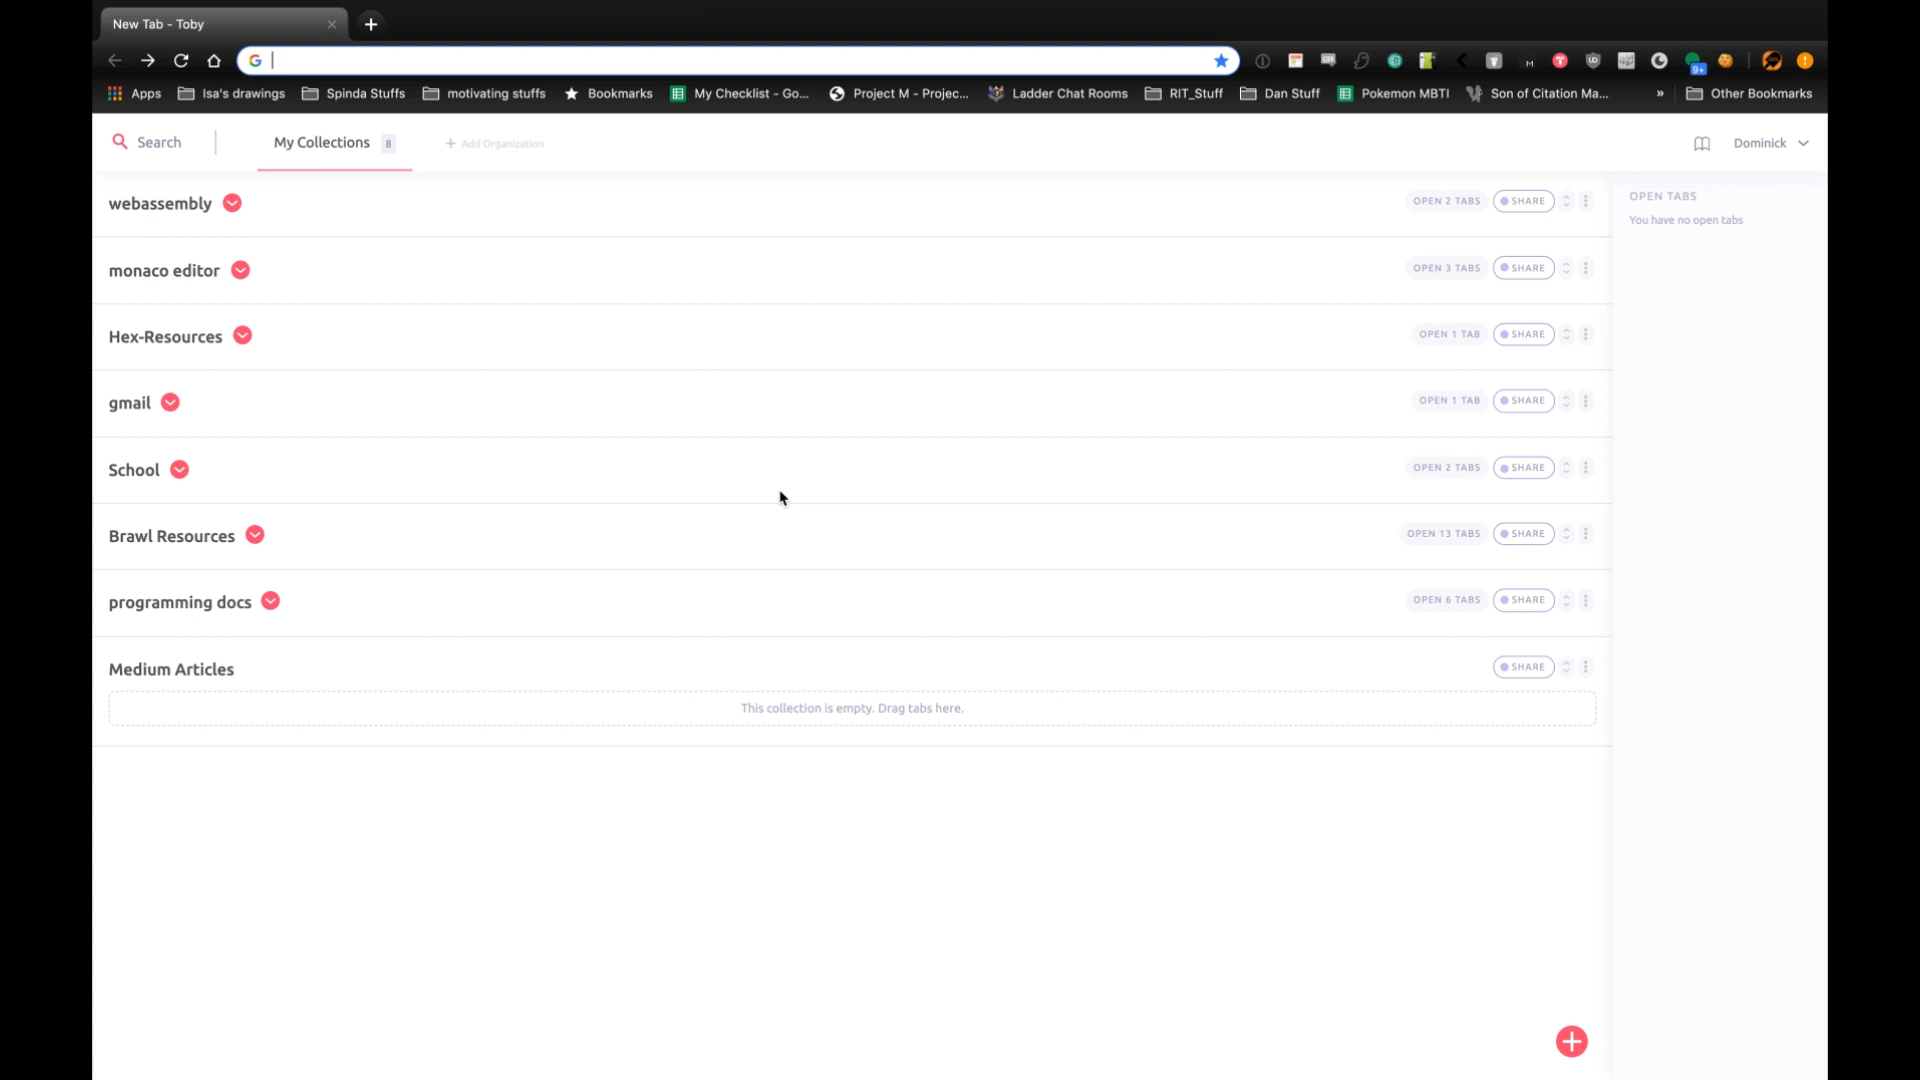 New Tab - Toby
Apps Isa's drawings Spinda Stuffs motivating stuffs Bookmarks My Checklist - Go... Project M - Projec... Ladder Chat Rooms RIT_Stuff Dan Stuff Pokemon MBTI Son of Citation Ma... » Other Bookmarks
Search My Collections 8 + Add Organization Dominick
webassembly OPEN 2 TABS SHARE
OPEN TABS
You have no open tabs
monaco editor OPEN 3 TABS SHARE
Hex-Resources OPEN 1 TAB SHARE
gmail OPEN 1 TAB SHARE
School OPEN 2 TABS SHARE
Brawl Resources OPEN 13 TABS SHARE
programming docs OPEN 6 TABS SHARE
Medium Articles SHARE
This collection is empty. Drag tabs here.